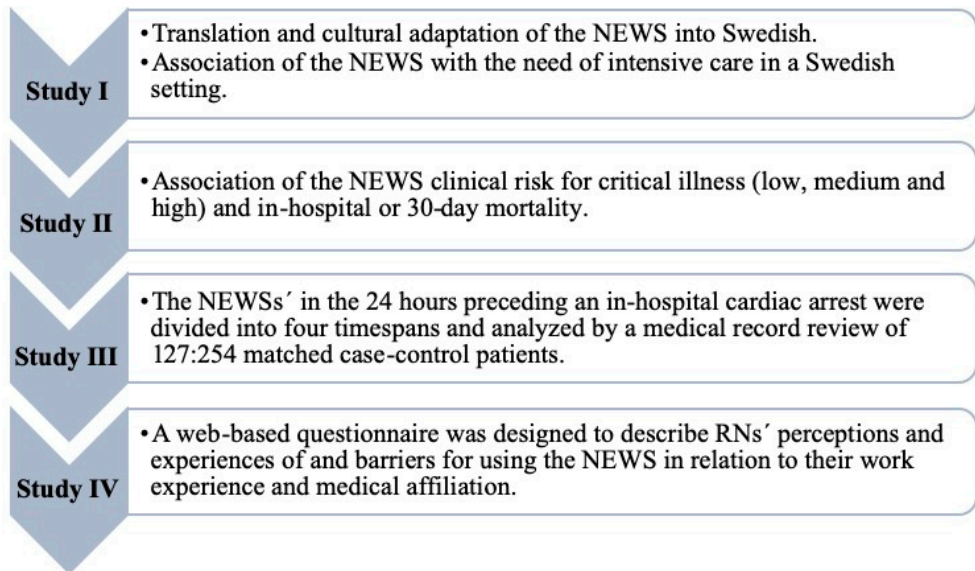 •Translation and cultural adaptation of the NEWS into Swedish.
•Association of the NEWS with the need of intensive care in a Swedish
setting.
Study I
•Association of the NEWS clinical risk for critical illness (low, medium and
high) and in-hospital or 30-day mortality.
Study II
•The NEWSs´ in the 24 hours preceding an in-hospital cardiac arrest were
divided into four timespans and analyzed by a medical record review of
127:254 matched case-control patients.
Study III
•A web-based questionnaire was designed to describe RNs´ perceptions and
experiences of and barriers for using the NEWS in relation to their work
experience and medical affiliation.
Study IV